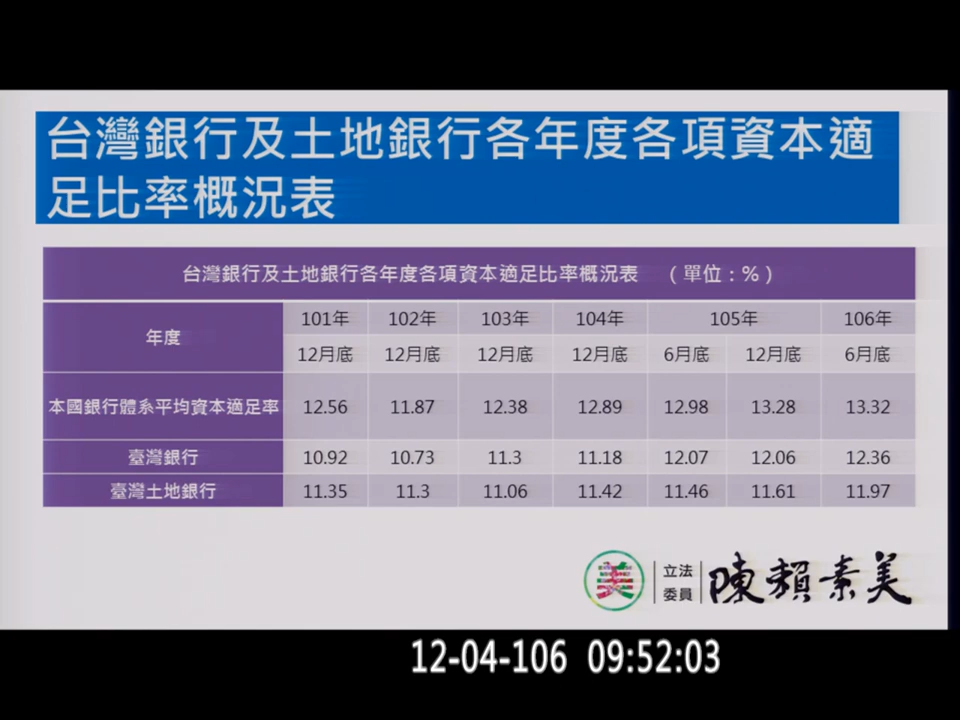 台灣銀行及土地銀行各年度各項資本適
足比率概況表
台灣銀行及土地銀行各年度各項資本適足比率概況表 （單位：%）
年度 101年 102年 103年 104年 105年 106年
12月底 12月底 12月底 12月底 6月底 12月底 6月底
本國銀行體系平均資本適足率 12.56 11.87 12.38 12.89 12.98 13.28 13.32
臺灣銀行 10.92 10.73 11.3 11.18 12.07 12.06 12.36
臺灣土地銀行 11.35 11.3 11.06 11.42 11.46 11.61 11.97
美
立法
委員
陳賴素美
12-04-106 09:52:03